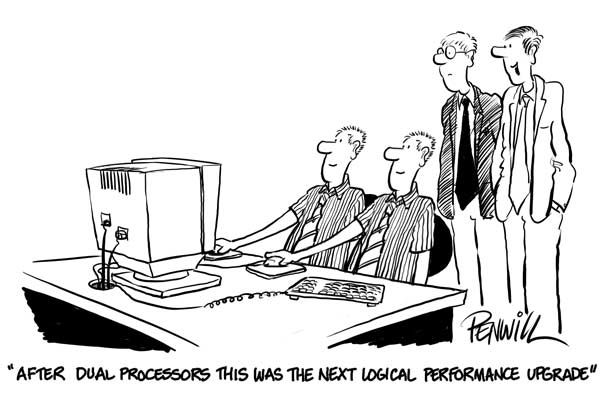 PENWILL
"AFTER DUAL PROCESSORS THIS WAS THE NEXT LOGICAL PERFORMANCE UPGRADE"